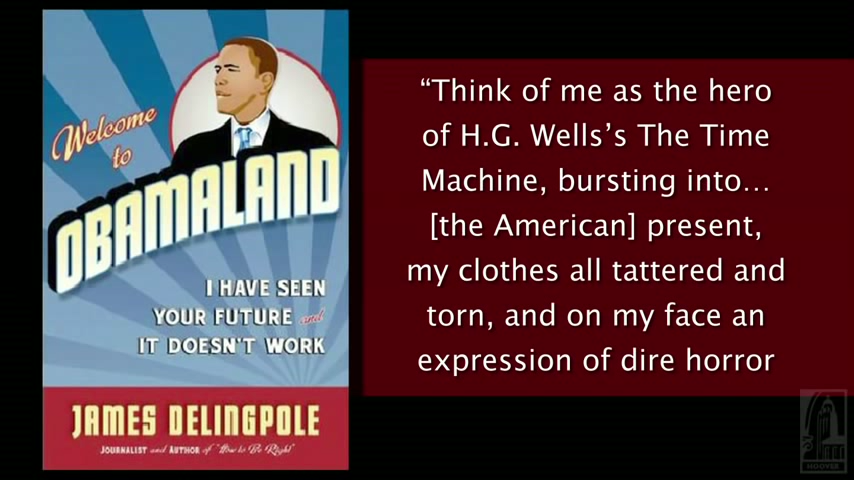 Welcome
to
OBAMALAND
I HAVE SEEN
YOUR FUTURE and
IT DOESN'T WORK
JAMES DELINGPOLE
JOURNALIST and AUTHOR of "How to Be Right"
“Think of me as the hero
of H.G. Wells’s The Time
Machine, bursting into…
[the American] present,
my clothes all tattered and
torn, and on my face an
expression of dire horror
HOOVER